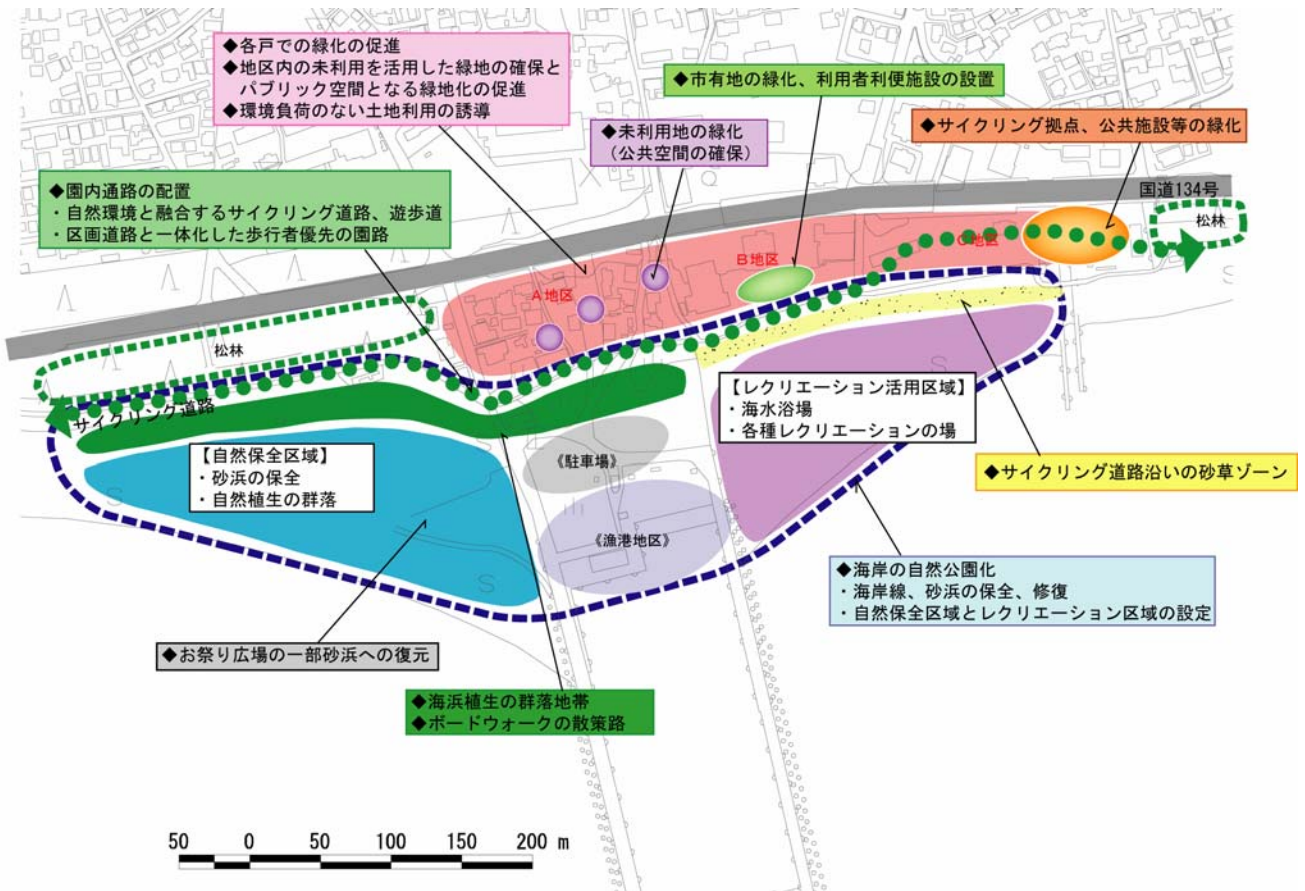 ◆各戸での緑化の促進
◆地区内の未利用を活用した緑地の確保と
パブリック空間となる緑地化の促進
◆環境負荷のない土地利用の誘導
◆市有地の緑化、利用者利便施設の設置
◆未利用地の緑化
（公共空間の確保）
◆サイクリング拠点、公共施設等の緑化
◆園内通路の配置
・自然環境と融合するサイクリング道路、遊歩道
・区画道路と一体化した歩行者優先の園路
国道134号
松林
C地区
B地区
A地区
松林
サイクリング道路
【レクリエーション活用区域】
・海水浴場
・各種レクリエーションの場
【自然保全区域】
・砂浜の保全
・自然植生の群落
《駐車場》
◆サイクリング道路沿いの砂草ゾーン
《漁港地区》
◆海岸の自然公園化
・海岸線、砂浜の保全、修復
・自然保全区域とレクリエーション区域の設定
◆お祭り広場の一部砂浜への復元
◆海浜植生の群落地帯
◆ボードウォークの散策路
50 0 50 100 150 200 m